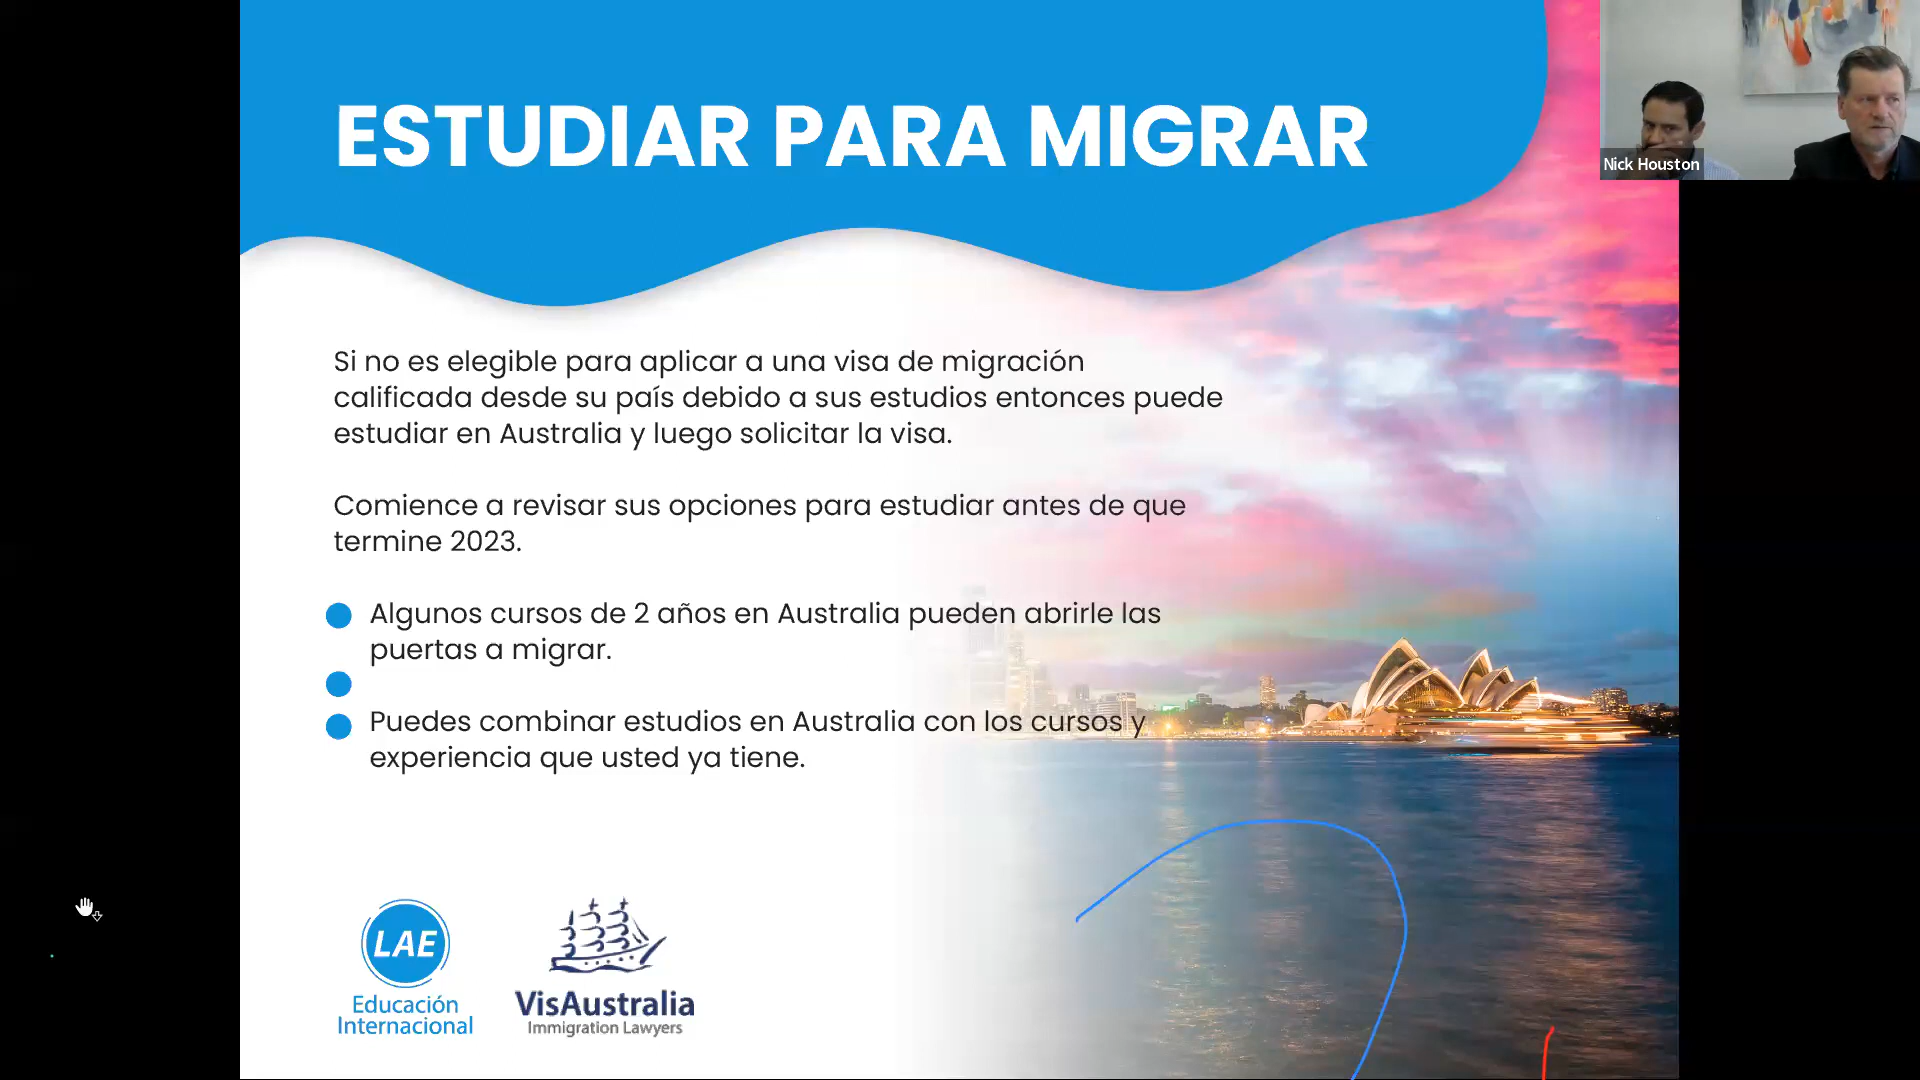 ESTUDIAR PARA MIGRAR
Nick Houston
Si no es elegible para aplicar a una visa de migración
calificada desde su país debido a sus estudios entonces puede
estudiar en Australia y luego solicitar la visa.
Comience a revisar sus opciones para estudiar antes de que
termine 2023.
Algunos cursos de 2 años en Australia pueden abrirle las
puertas a migrar.
Puedes combinar estudios en Australia con los cursos y
experiencia que usted ya tiene.
LAE
Educación
Internacional
VisAustralia
Immigration Lawyers